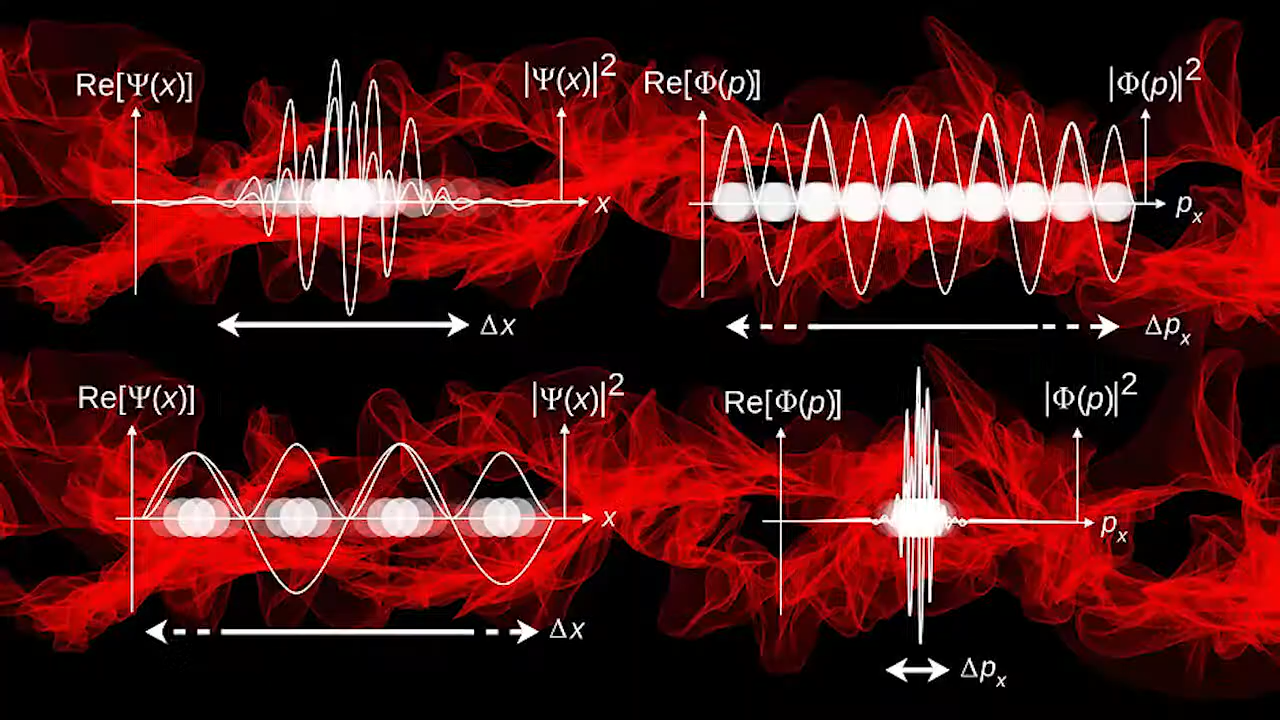 Re[Ψ(x)]
|Ψ(x)|²
x
Δx
Re[Φ(p)]
|Φ(p)|²
pₓ
Δpₓ
Re[Ψ(x)]
|Ψ(x)|²
x
Δx
Re[Φ(p)]
|Φ(p)|²
pₓ
Δpₓ